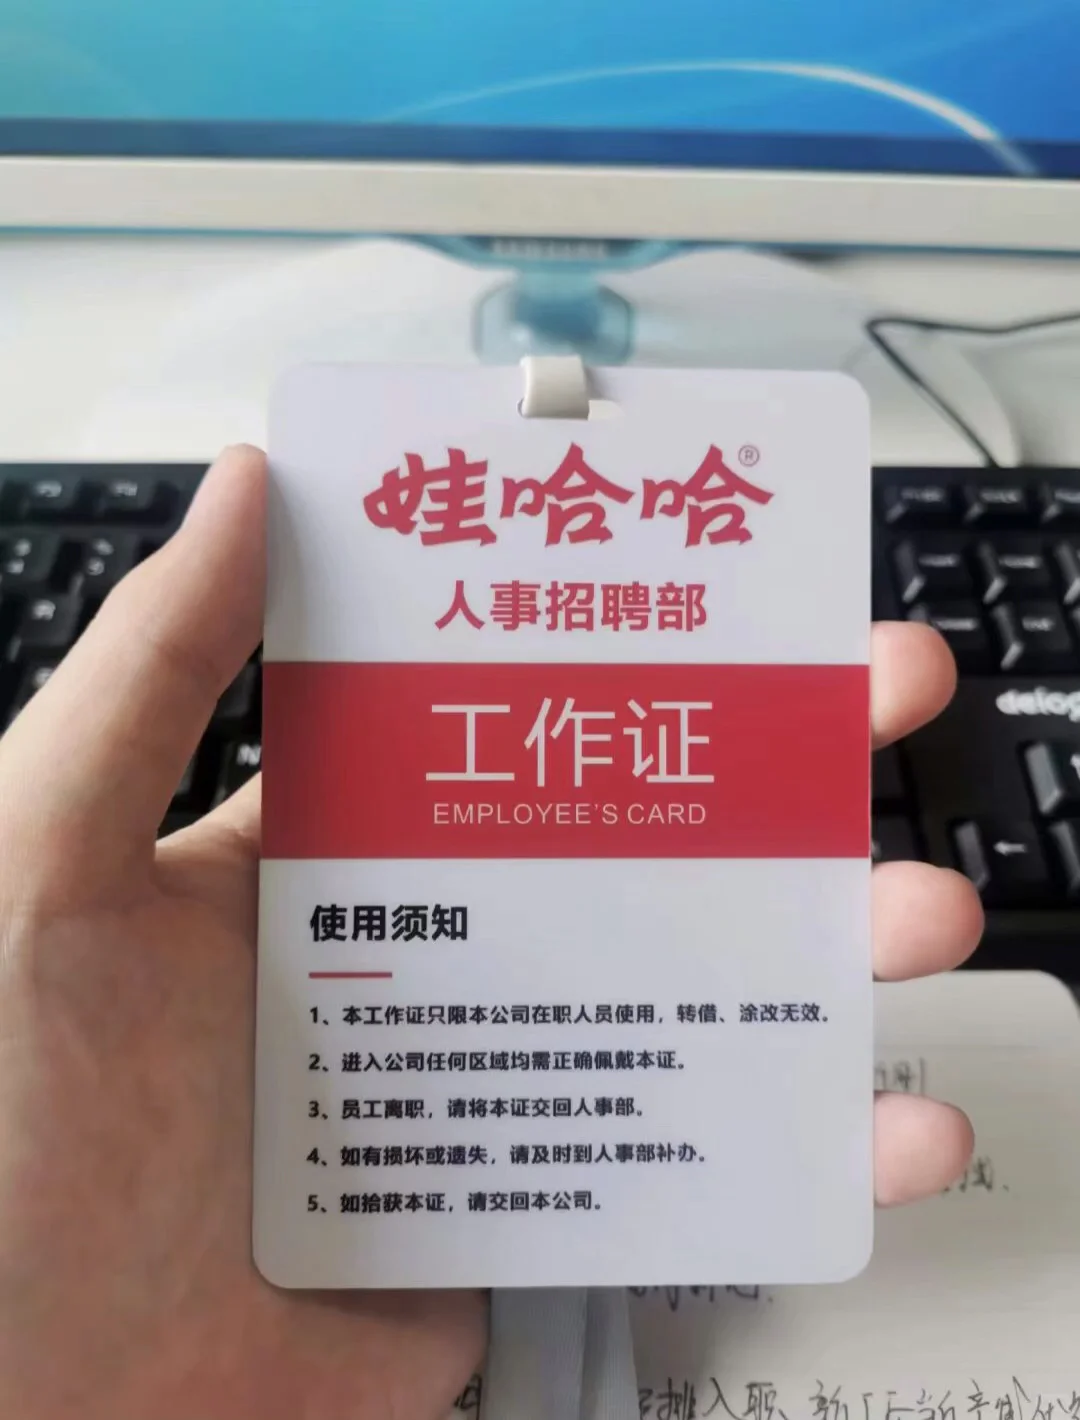 SAMSUNG
娃哈哈®
人事招聘部
工作证
EMPLOYEE'S CARD
使用须知
1、本工作证只限本公司在职人员使用，转借、涂改无效。
2、进入公司任何区域均需正确佩戴本证。
3、员工离职，请将本证交回人事部。
4、如有损坏或遗失，请及时到人事部补办。
5、如拾获本证，请交回本公司。